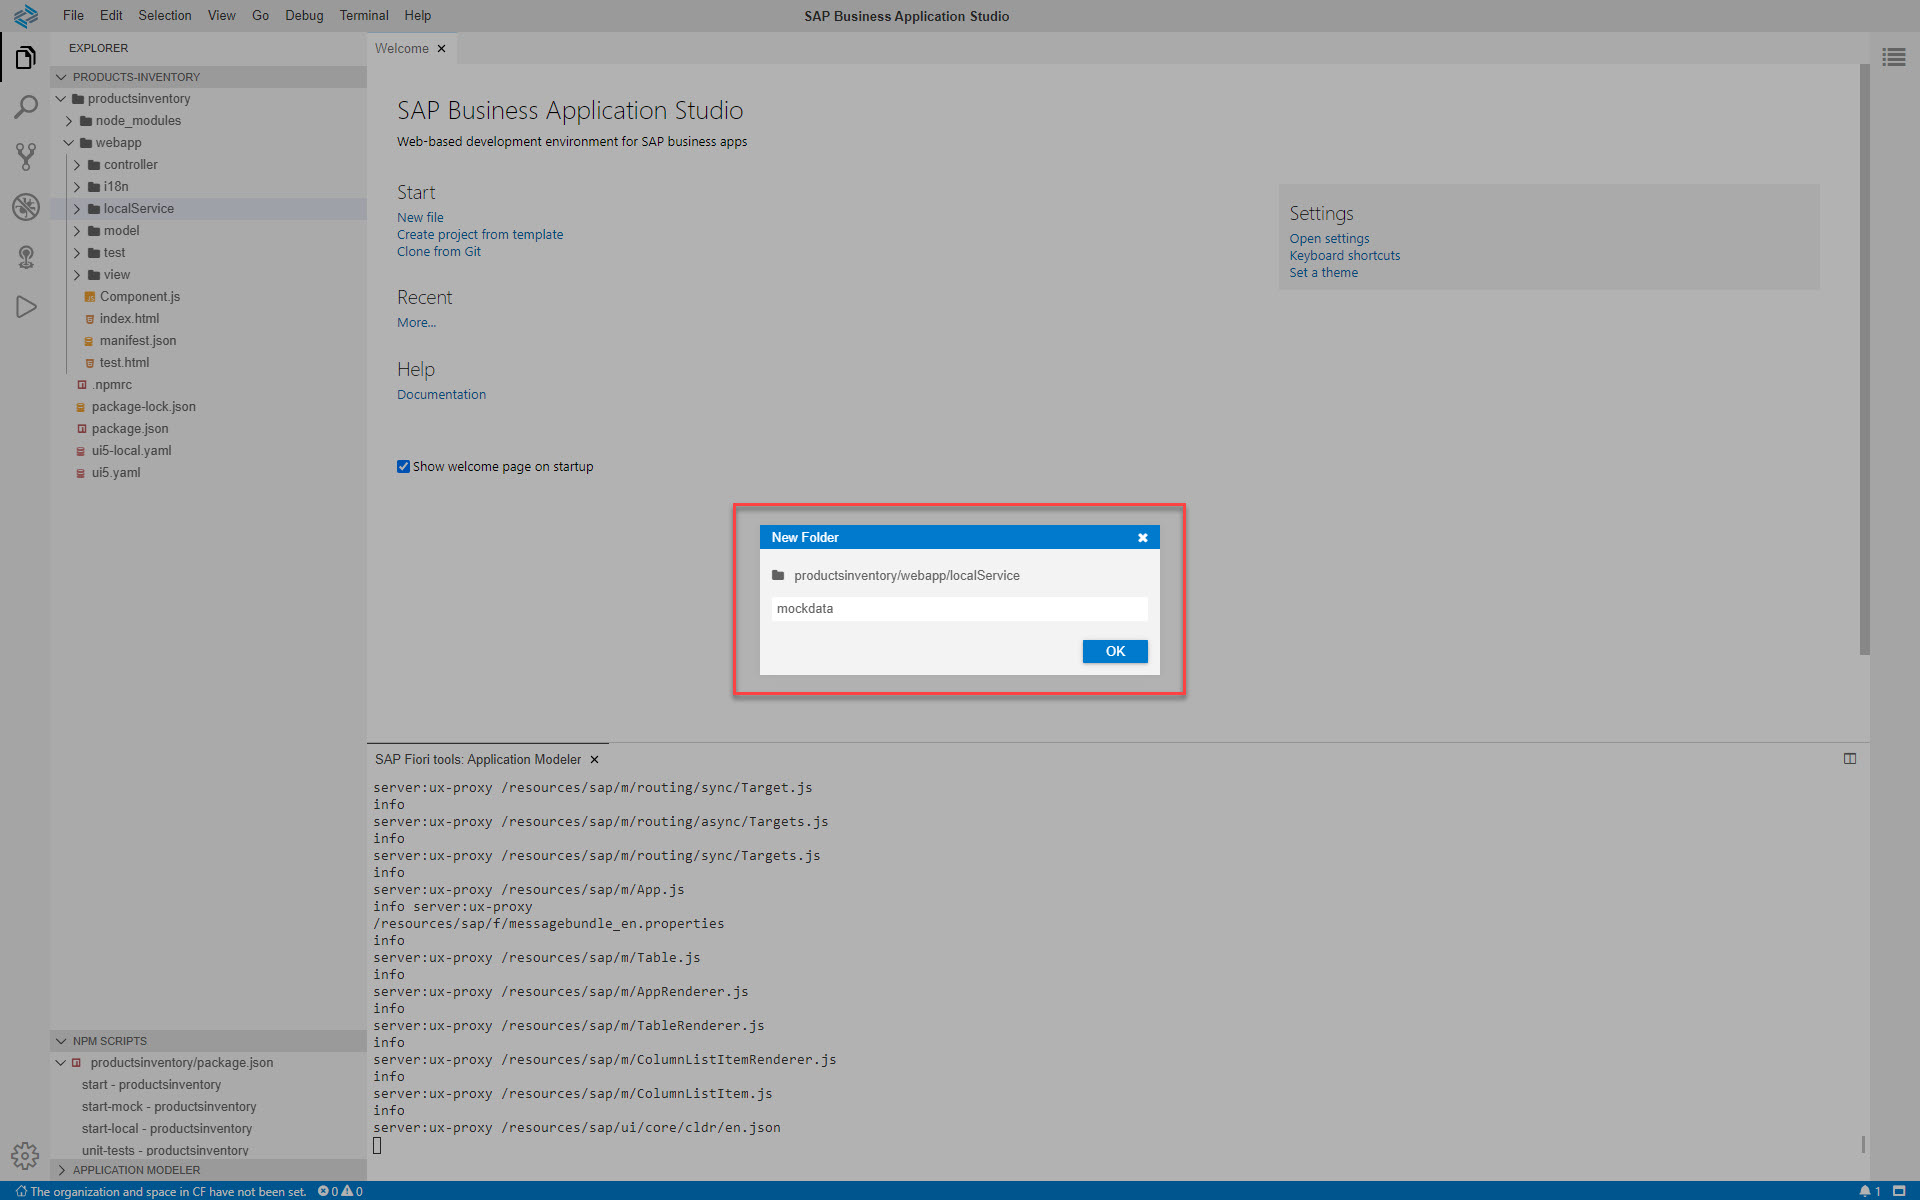 File Edit Selection View Go Debug Terminal Help
SAP Business Application Studio
EXPLORER
PRODUCTS-INVENTORY
productsinventory
node_modules
webapp
controller
i18n
localService
model
test
view
Component.js
index.html
manifest.json
test.html
.npmrc
package-lock.json
package.json
ui5-local.yaml
ui5.yaml
NPM SCRIPTS
productsinventory/package.json
start - productsinventory
start-mock - productsinventory
start-local - productsinventory
unit-tests - productsinventory
APPLICATION MODELER
Welcome
SAP Business Application Studio
Web-based development environment for SAP business apps
Start
New file
Create project from template
Clone from Git
Recent
More...
Help
Documentation
Show welcome page on startup
Settings
Open settings
Keyboard shortcuts
Set a theme
New Folder
productsinventory/webapp/localService
mockdata
OK
SAP Fiori tools: Application Modeler
server:ux-proxy /resources/sap/m/routing/sync/Target.js
info
server:ux-proxy /resources/sap/m/routing/async/Targets.js
info
server:ux-proxy /resources/sap/m/routing/sync/Targets.js
info
server:ux-proxy /resources/sap/m/App.js
info server:ux-proxy
/resources/sap/f/messagebundle_en.properties
info
server:ux-proxy /resources/sap/m/Table.js
info
server:ux-proxy /resources/sap/m/AppRenderer.js
info
server:ux-proxy /resources/sap/m/TableRenderer.js
info
server:ux-proxy /resources/sap/m/ColumnListItemRenderer.js
info
server:ux-proxy /resources/sap/m/ColumnListItem.js
info
server:ux-proxy /resources/sap/ui/core/cldr/en.json
The organization and space in CF have not been set. 0 0
1